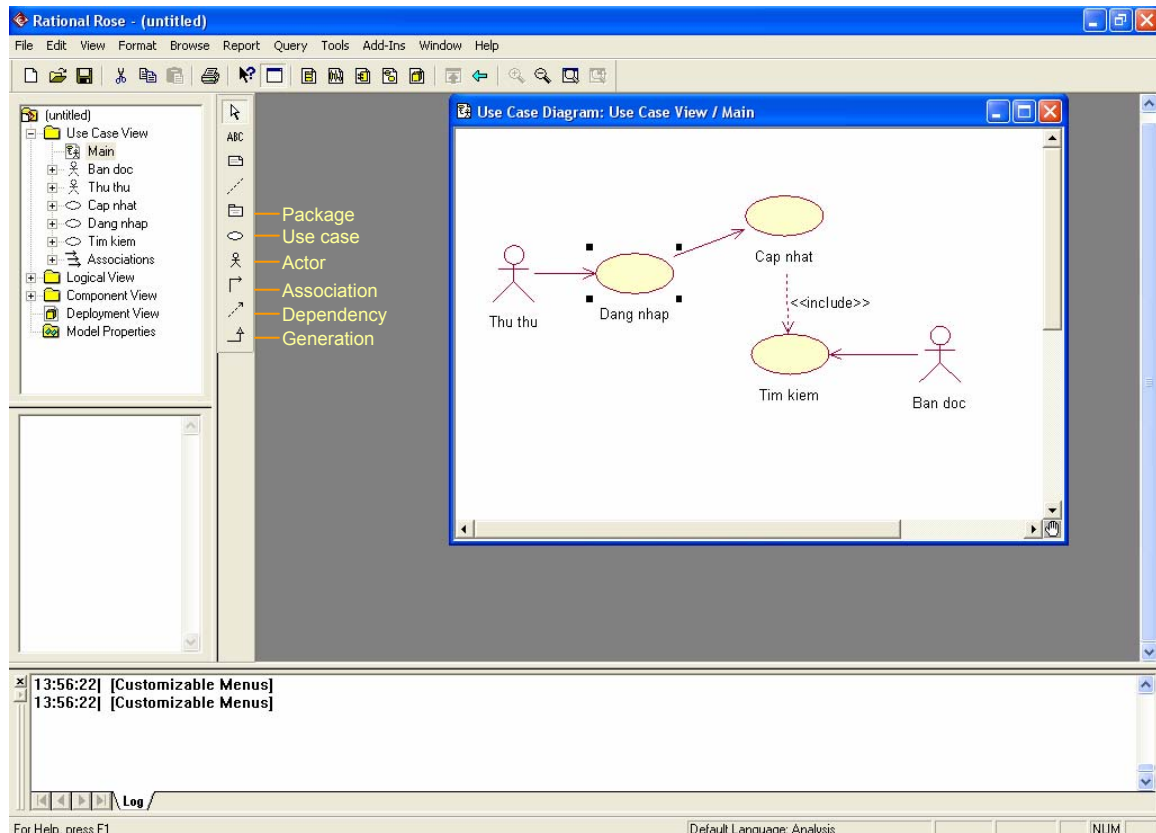 Rational Rose - (untitled)
File Edit View Format Browse Report Query Tools Add-Ins Window Help
(untitled)
Use Case View
Main
Ban doc
Thu thu
Cap nhat
Dang nhap
Tim kiem
Associations
Logical View
Component View
Deployment View
Model Properties
ABC
Package
Use case
Actor
Association
Dependency
Generation
Use Case Diagram: Use Case View / Main
Cap nhat
Thu thu
Dang nhap
<<include>>
Tim kiem
Ban doc
13:56:22| [Customizable Menus]
13:56:22| [Customizable Menus]
Log
For Help, press F1
Default Language: Analysis
NUM